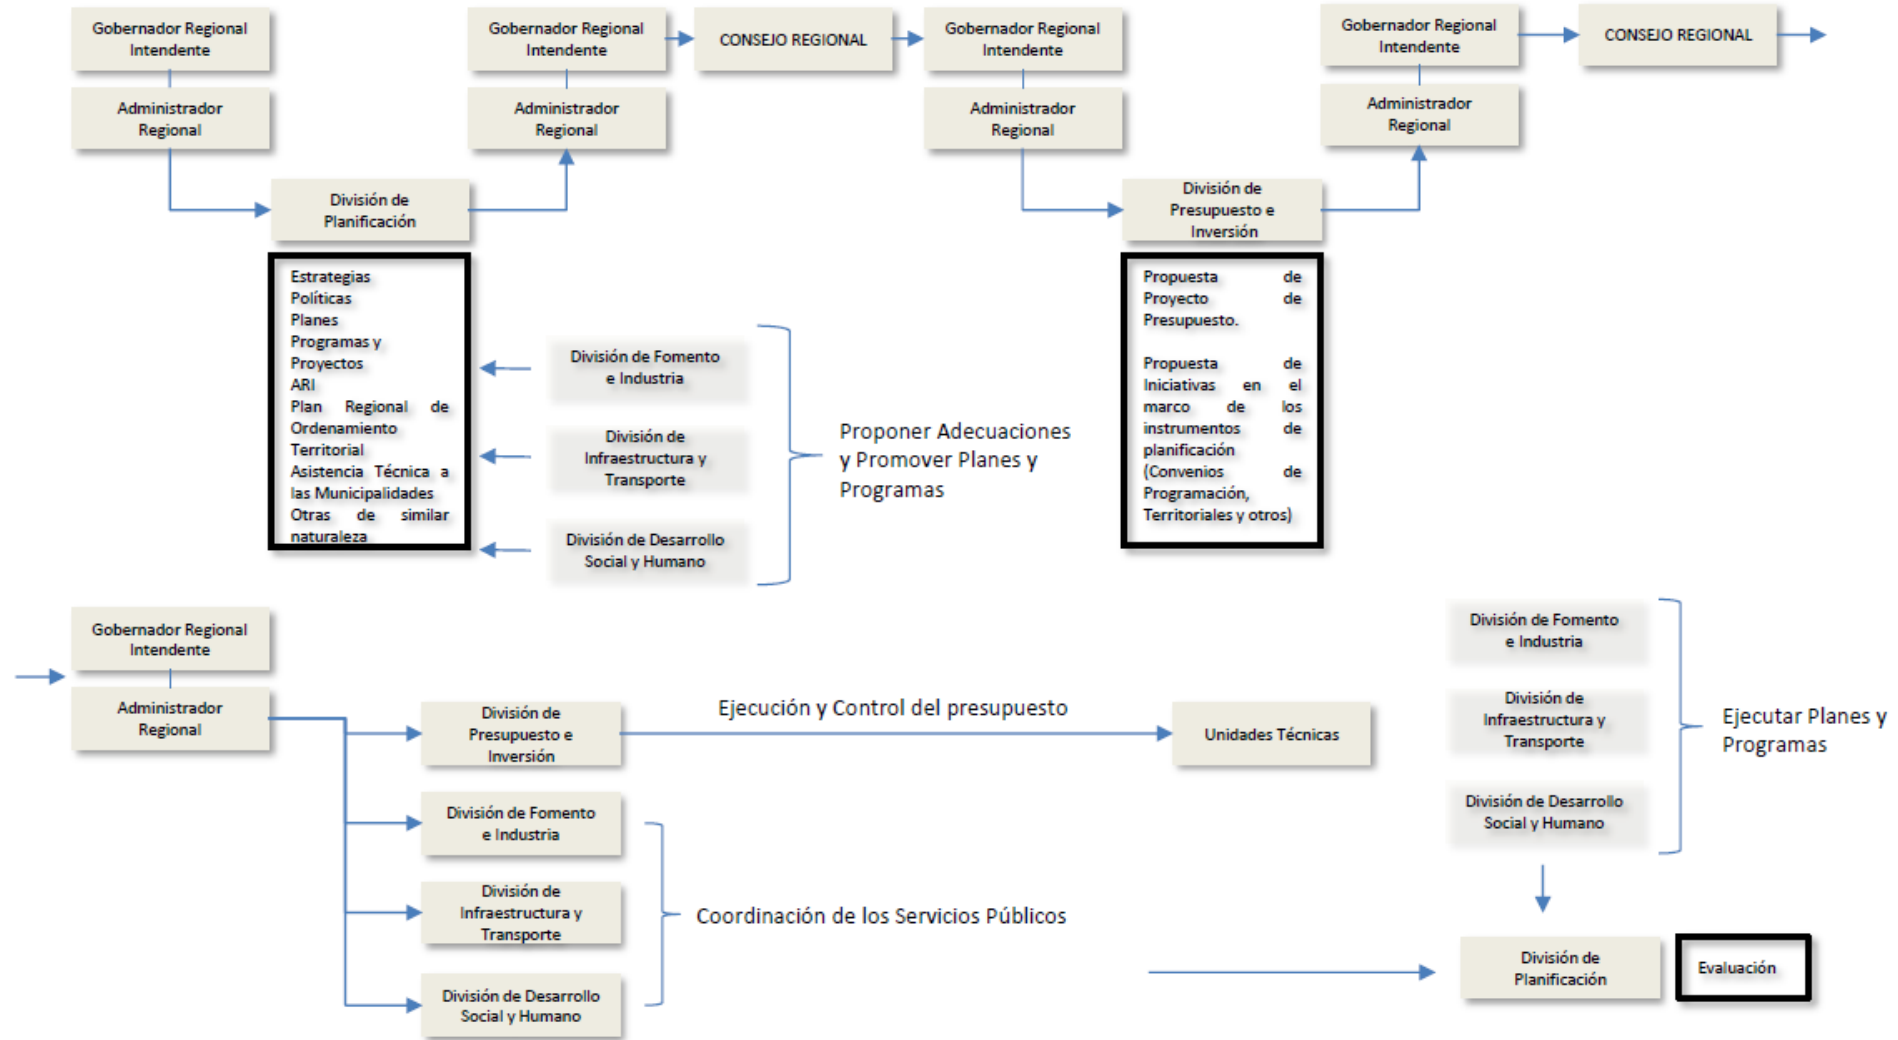 Gobernador Regional
Intendente
Administrador
Regional
División de
Planificación
Gobernador Regional
Intendente
Administrador
Regional
CONSEJO REGIONAL
Gobernador Regional
Intendente
Administrador
Regional
División de
Presupuesto e
Inversión
Gobernador Regional
Intendente
Administrador
Regional
CONSEJO REGIONAL
Estrategias
Políticas
Planes
Programas y
Proyectos
ARI
Plan Regional de
Ordenamiento
Territorial
Asistencia Técnica a
las Municipalidades
Otras de similar
naturaleza
División de Fomento
e Industria
División de
Infraestructura y
Transporte
División de Desarrollo
Social y Humano
Proponer Adecuaciones
y Promover Planes y
Programas
Propuesta de
Proyecto de
Presupuesto.
Propuesta de
Iniciativas en el
marco de los
instrumentos de
planificación
(Convenios de
Programación,
Territoriales y otros)
Gobernador Regional
Intendente
Administrador
Regional
División de
Presupuesto e
Inversión
Ejecución y Control del presupuesto
Unidades Técnicas
División de Fomento
e Industria
División de
Infraestructura y
Transporte
División de Desarrollo
Social y Humano
Coordinación de los Servicios Públicos
División de Fomento
e Industria
División de
Infraestructura y
Transporte
División de Desarrollo
Social y Humano
Ejecutar Planes y
Programas
División de
Planificación
Evaluación